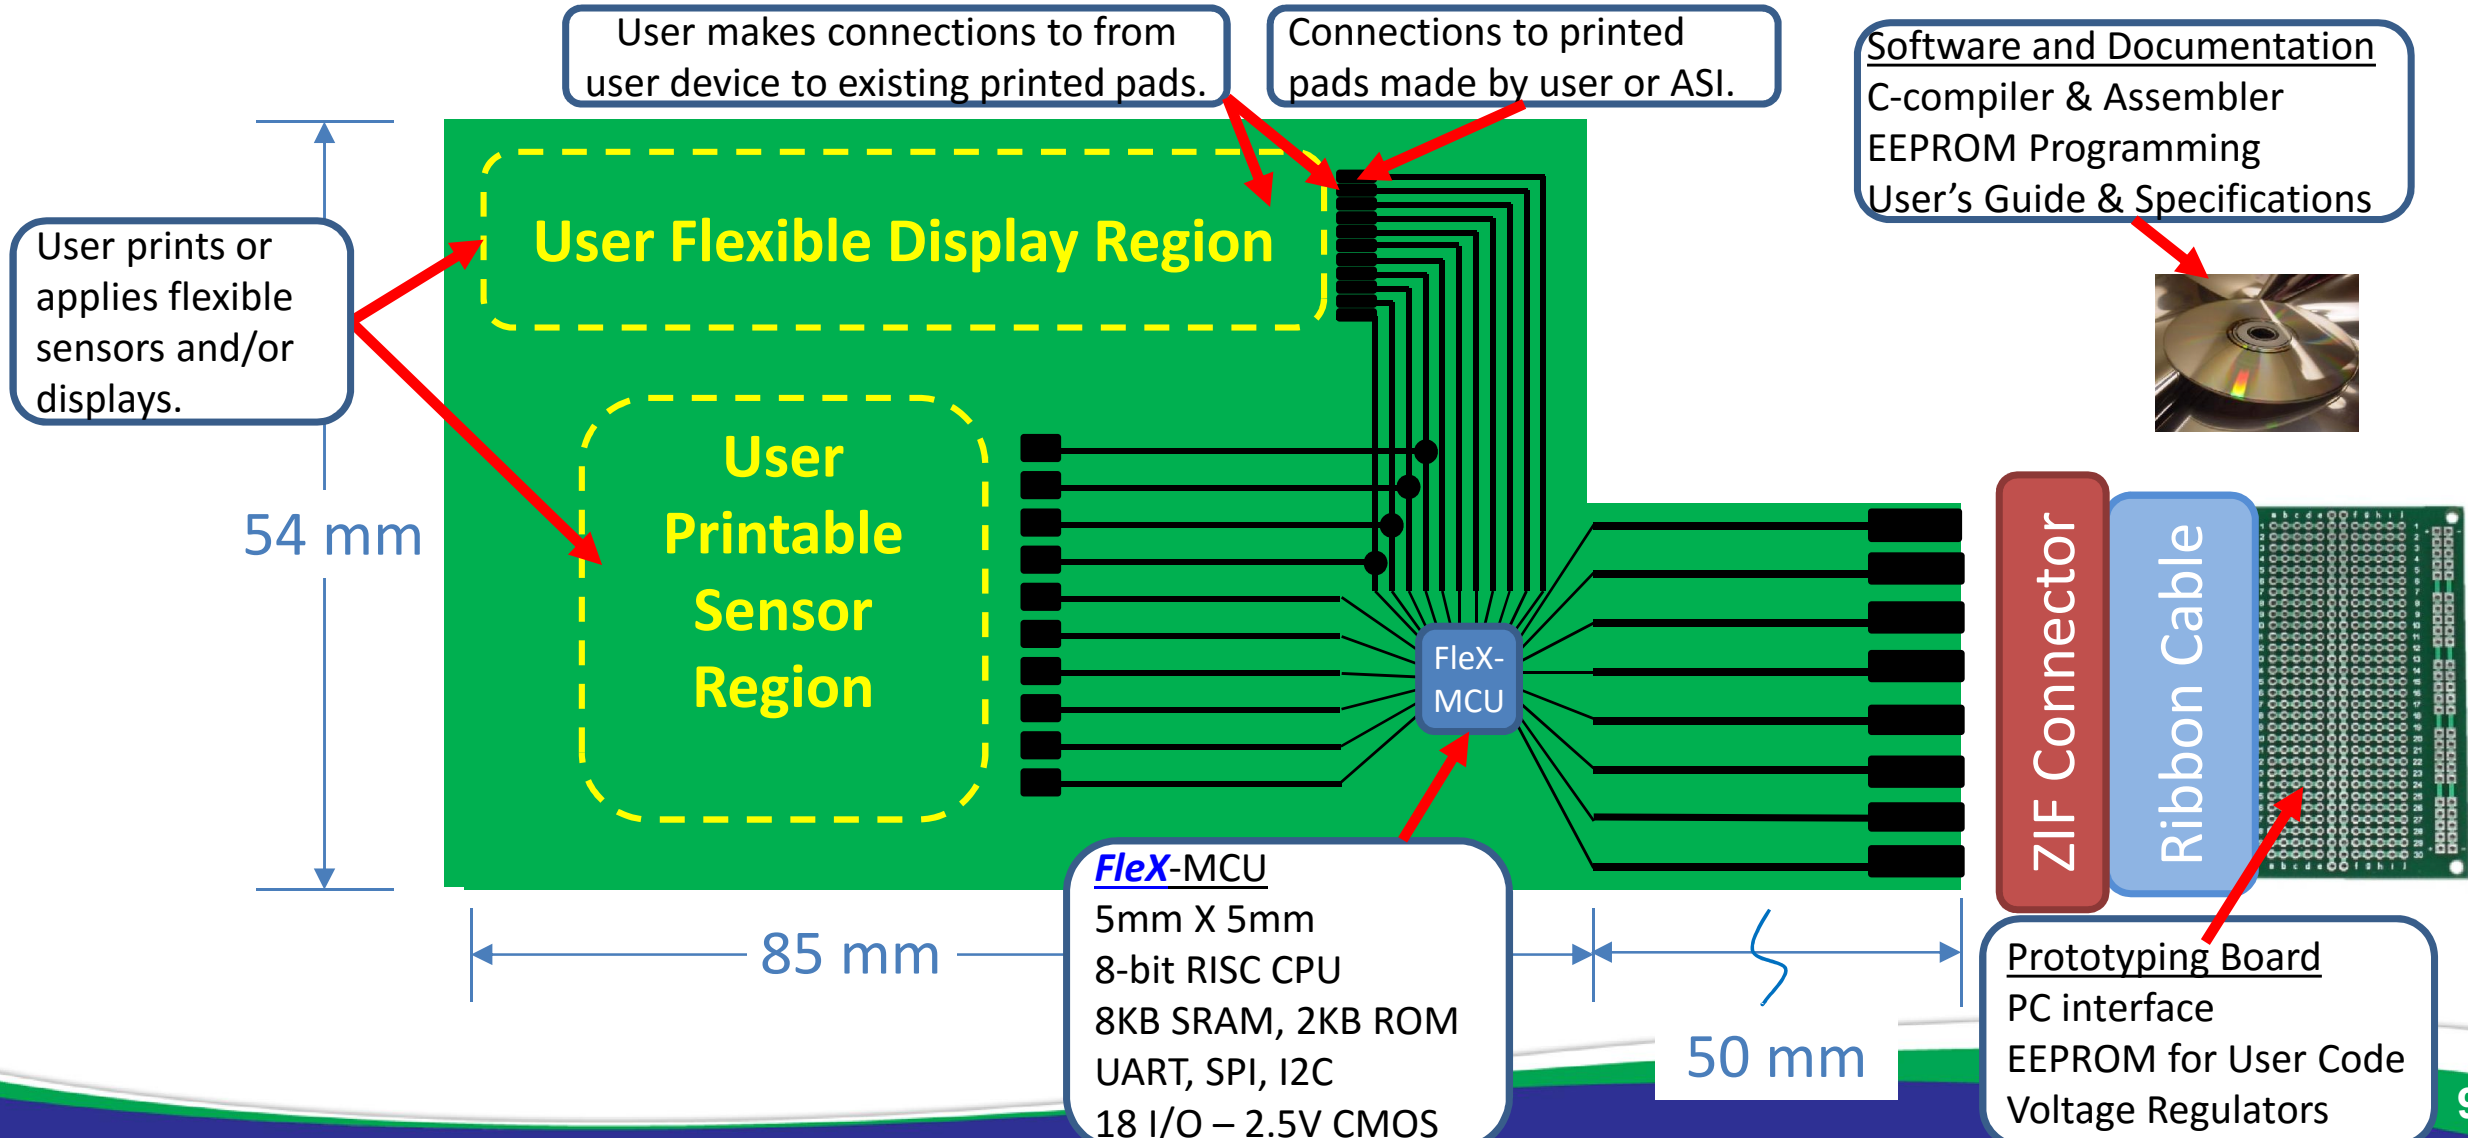 User makes connections to from
user device to existing printed pads.
Connections to printed
pads made by user or ASI.
Software and Documentation
C-compiler & Assembler
EEPROM Programming
User’s Guide & Specifications
User prints or
applies flexible
sensors and/or
displays.
User Flexible Display Region
User
Printable
Sensor
Region
54 mm
FleX-
MCU
ZIF Connector
Ribbon Cable
FleX-MCU
5mm X 5mm
8-bit RISC CPU
8KB SRAM, 2KB ROM
UART, SPI, I2C
18 I/O – 2.5V CMOS
85 mm
50 mm
Prototyping Board
PC interface
EEPROM for User Code
Voltage Regulators